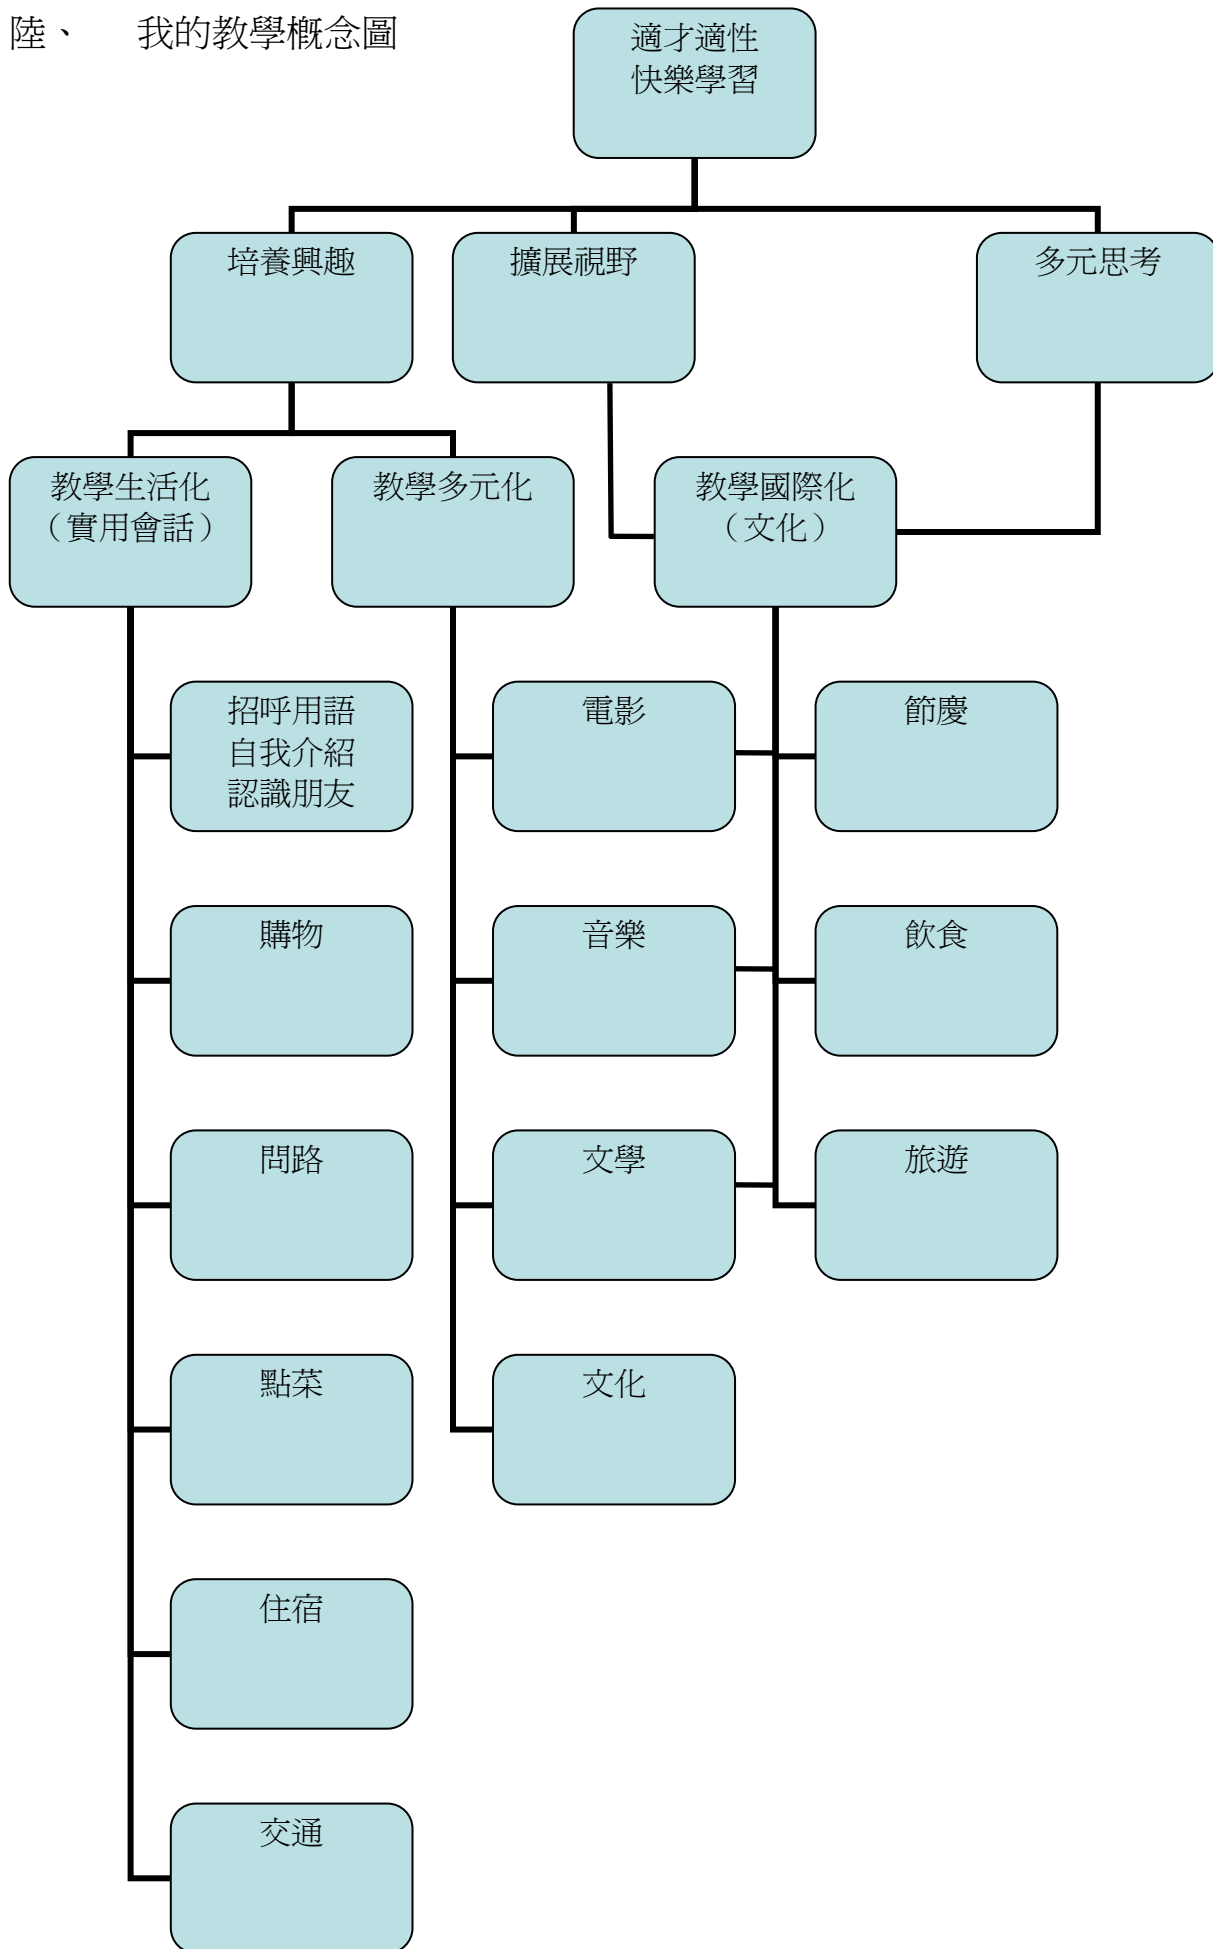 陸、 我的教學概念圖
適才適性
快樂學習
培養興趣
擴展視野
多元思考
教學生活化
（實用會話）
教學多元化
教學國際化
（文化）
招呼用語
自我介紹
認識朋友
電影
節慶
購物
音樂
飲食
問路
文學
旅遊
點菜
文化
住宿
交通